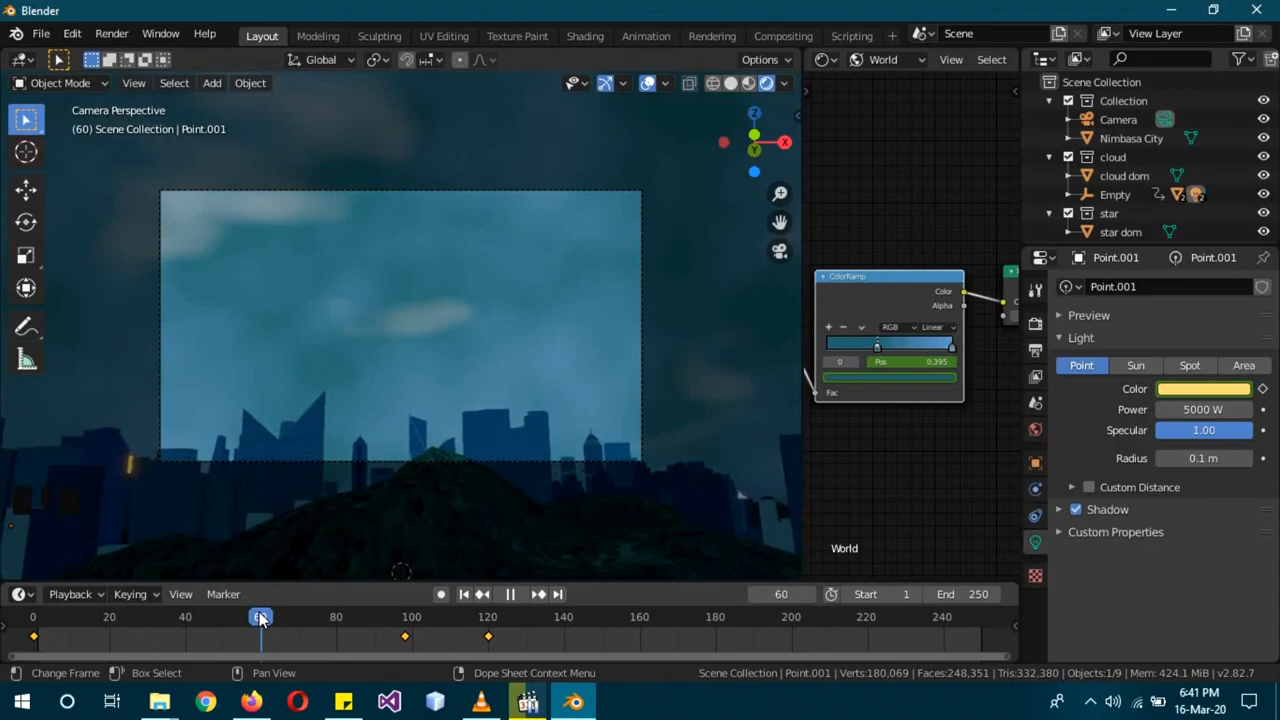 Blender
File Edit Render Window Help Layout Modeling Sculpting UV Editing Texture Paint Shading Animation Rendering Compositing Scripting + Scene View Layer
Global Options World View Select
Object Mode View Select Add Object
Camera Perspective
(60) Scene Collection | Point.001
Z
X
Y
ColorRamp
Color
Alpha
RGB Linear
0 Pos 0.395
Fac
World
Scene Collection
Collection
Camera
Nimbasa City
cloud
cloud dom
Empty 2 2
star
star dom
Point.001 Point.001
Point.001
Preview
Light
Point Sun Spot Area
Color
Power 5000 W
Specular 1.00
Radius 0.1 m
Custom Distance
Shadow
Custom Properties
Playback Keying View Marker 60 Start 1 End 250
0 20 40 60 80 100 120 140 160 180 200 220 240
Change Frame Box Select Pan View Dope Sheet Context Menu Scene Collection | Point.001 | Verts:180,069 | Faces:248,351 | Tris:332,380 | Objects:1/9 | Mem: 424.1 MiB | v2.82.7
6:41 PM
16-Mar-20